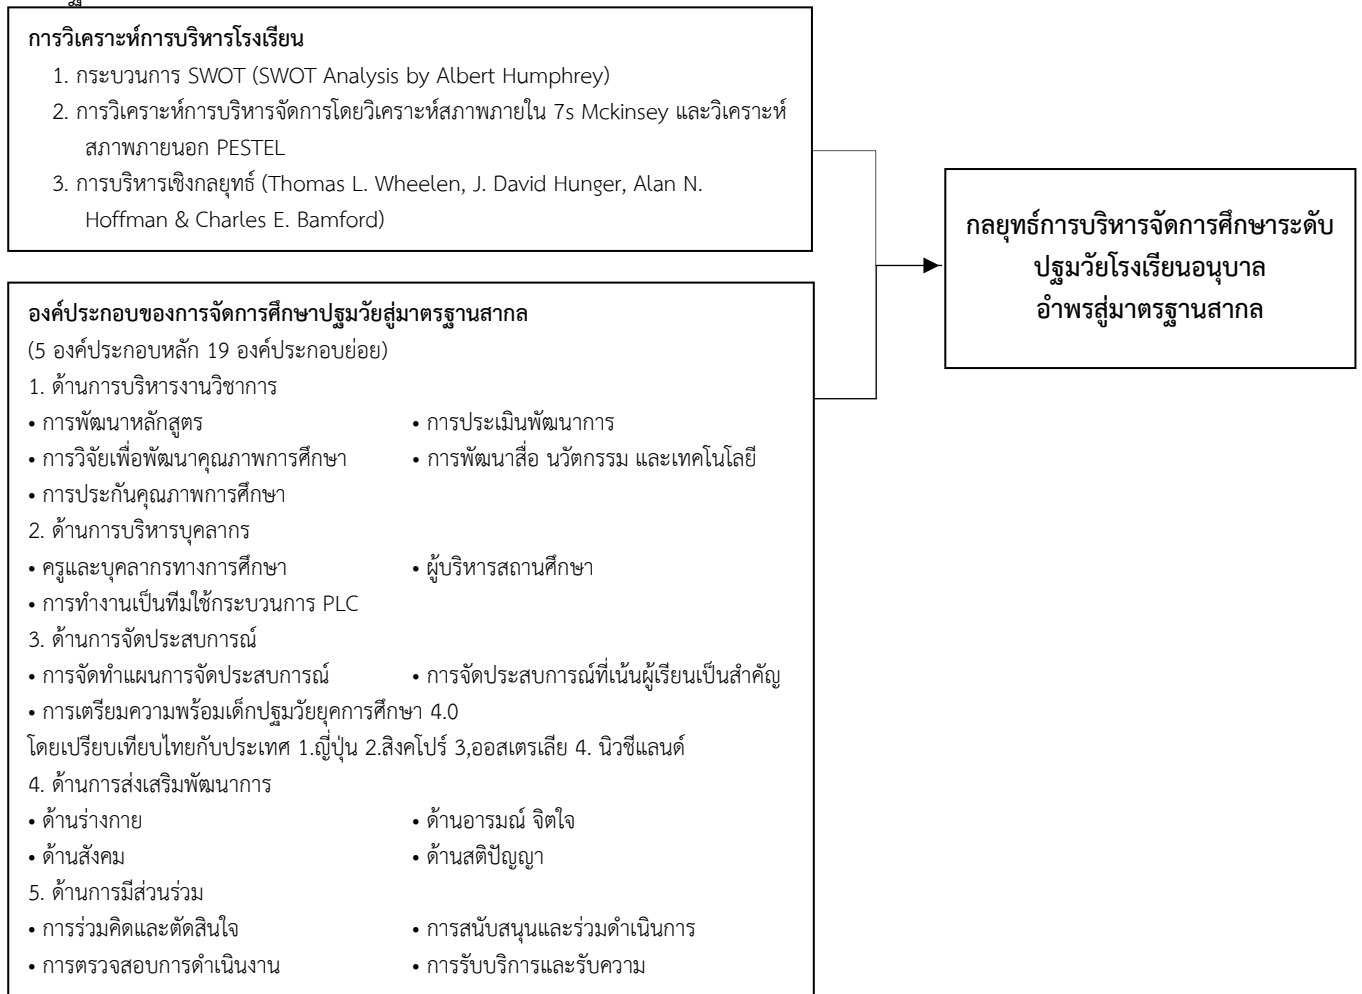 การวิเคราะห์การบริหารโรงเรียน
1. กระบวนการ SWOT (SWOT Analysis by Albert Humphrey)
2. การวิเคราะห์การบริหารจัดการโดยวิเคราะห์สภาพภายใน 7s Mckinsey และวิเคราะห์
สภาพภายนอก PESTEL
3. การบริหารเชิงกลยุทธ์ (Thomas L. Wheelen, J. David Hunger, Alan N.
Hoffman & Charles E. Bamford)
องค์ประกอบของการจัดการศึกษาปฐมวัยสู่มาตรฐานสากล
(5 องค์ประกอบหลัก 19 องค์ประกอบย่อย)
1. ด้านการบริหารงานวิชาการ
• การพัฒนาหลักสูตร • การประเมินพัฒนาการ
• การวิจัยเพื่อพัฒนาคุณภาพการศึกษา • การพัฒนาสื่อ นวัตกรรม และเทคโนโลยี
• การประกันคุณภาพการศึกษา
2. ด้านการบริหารบุคลากร
• ครูและบุคลากรทางการศึกษา • ผู้บริหารสถานศึกษา
• การทำงานเป็นทีมใช้กระบวนการ PLC
3. ด้านการจัดประสบการณ์
• การจัดทำแผนการจัดประสบการณ์ • การจัดประสบการณ์ที่เน้นผู้เรียนเป็นสำคัญ
• การเตรียมความพร้อมเด็กปฐมวัยยุคการศึกษา 4.0
โดยเปรียบเทียบไทยกับประเทศ 1.ญี่ปุ่น 2.สิงคโปร์ 3,ออสเตรเลีย 4. นิวซีแลนด์
4. ด้านการส่งเสริมพัฒนาการ
• ด้านร่างกาย • ด้านอารมณ์ จิตใจ
• ด้านสังคม • ด้านสติปัญญา
5. ด้านการมีส่วนร่วม
• การร่วมคิดและตัดสินใจ • การสนับสนุนและร่วมดำเนินการ
• การตรวจสอบการดำเนินงาน • การรับบริการและรับความ
กลยุทธ์การบริหารจัดการศึกษาระดับ
ปฐมวัยโรงเรียนอนุบาล
อำพรสู่มาตรฐานสากล